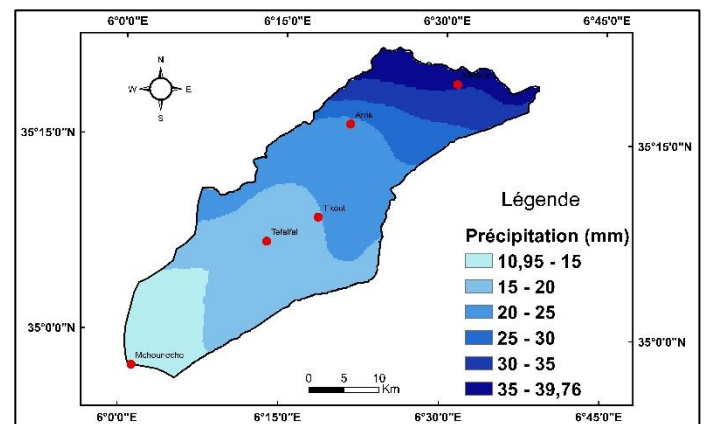 6°0'0"E 6°15'0"E 6°30'0"E 6°45'0"E
N
W E
S
Arris
35°15'0"N 35°15'0"N
T'kout
Tefalfal
Légende
Précipitation (mm)
10,95 - 15
15 - 20
20 - 25
25 - 30
30 - 35
35 - 39,76
35°0'0"N 35°0'0"N
Mchouneche
0 5 10
Km
6°0'0"E 6°15'0"E 6°30'0"E 6°45'0"E